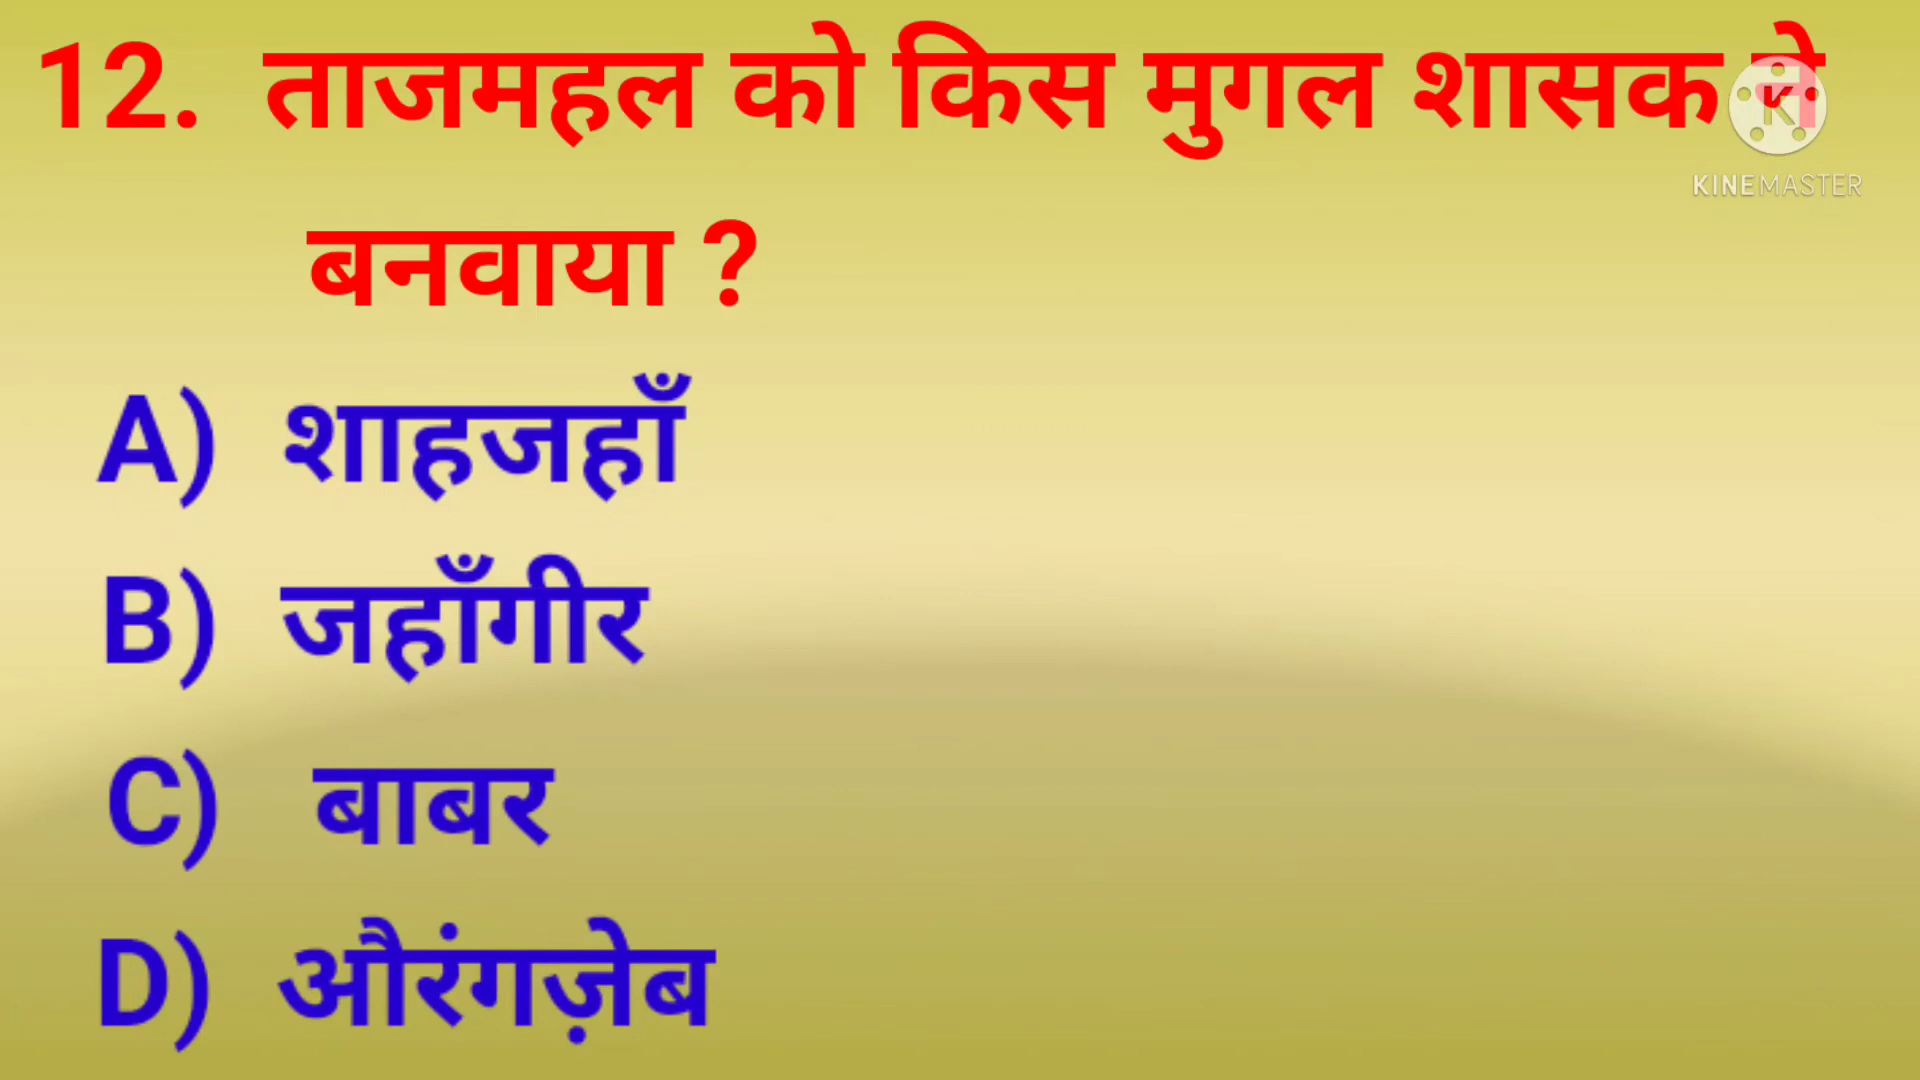 12. ताजमहल को किस मुगल शासक ने
KINEMASTER
बनवाया ?
A) शाहजहाँ
B) जहाँगीर
C) बाबर
D) औरंगज़ेब